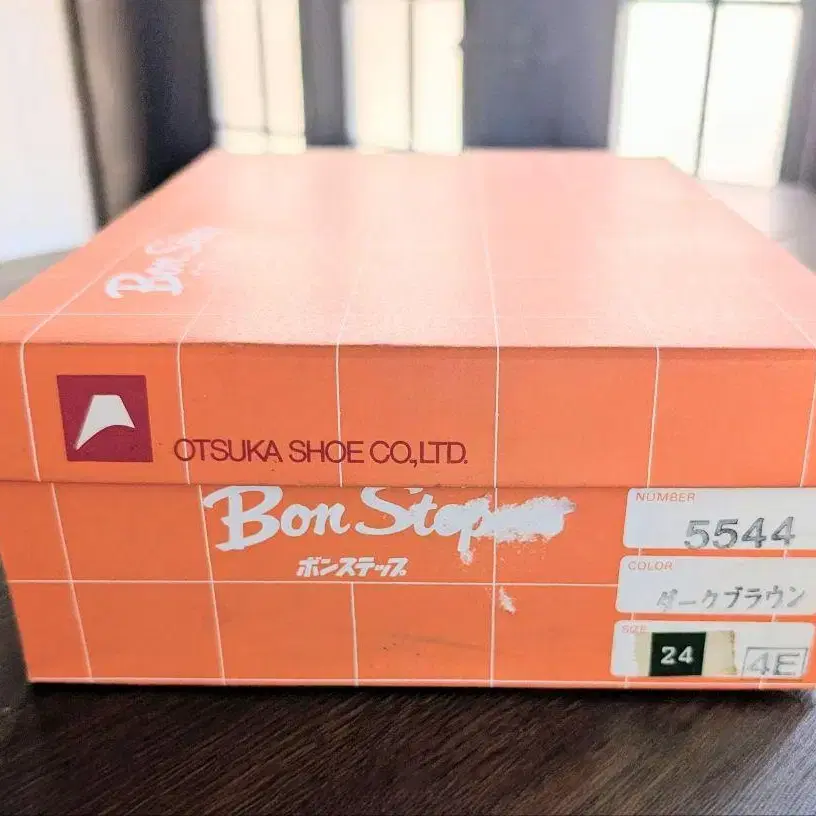 Bon Step
OTSUKA SHOE CO.,LTD.
Bon Step
ボンステップ
NUMBER
5544
COLOR
ダークブラウン
SIZE
24 4E